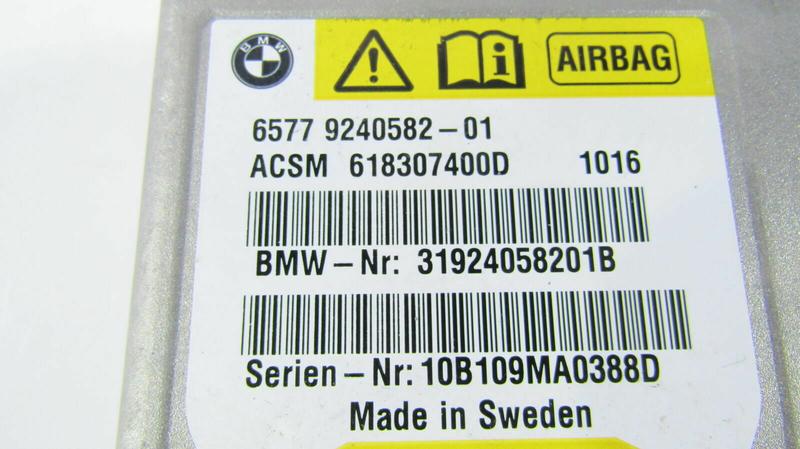 BMW
AIRBAG
6577 9240582-01
ACSM 618307400D 1016
BMW-Nr: 31924058201B
Serien-Nr: 10B109MA0388D
Made in Sweden